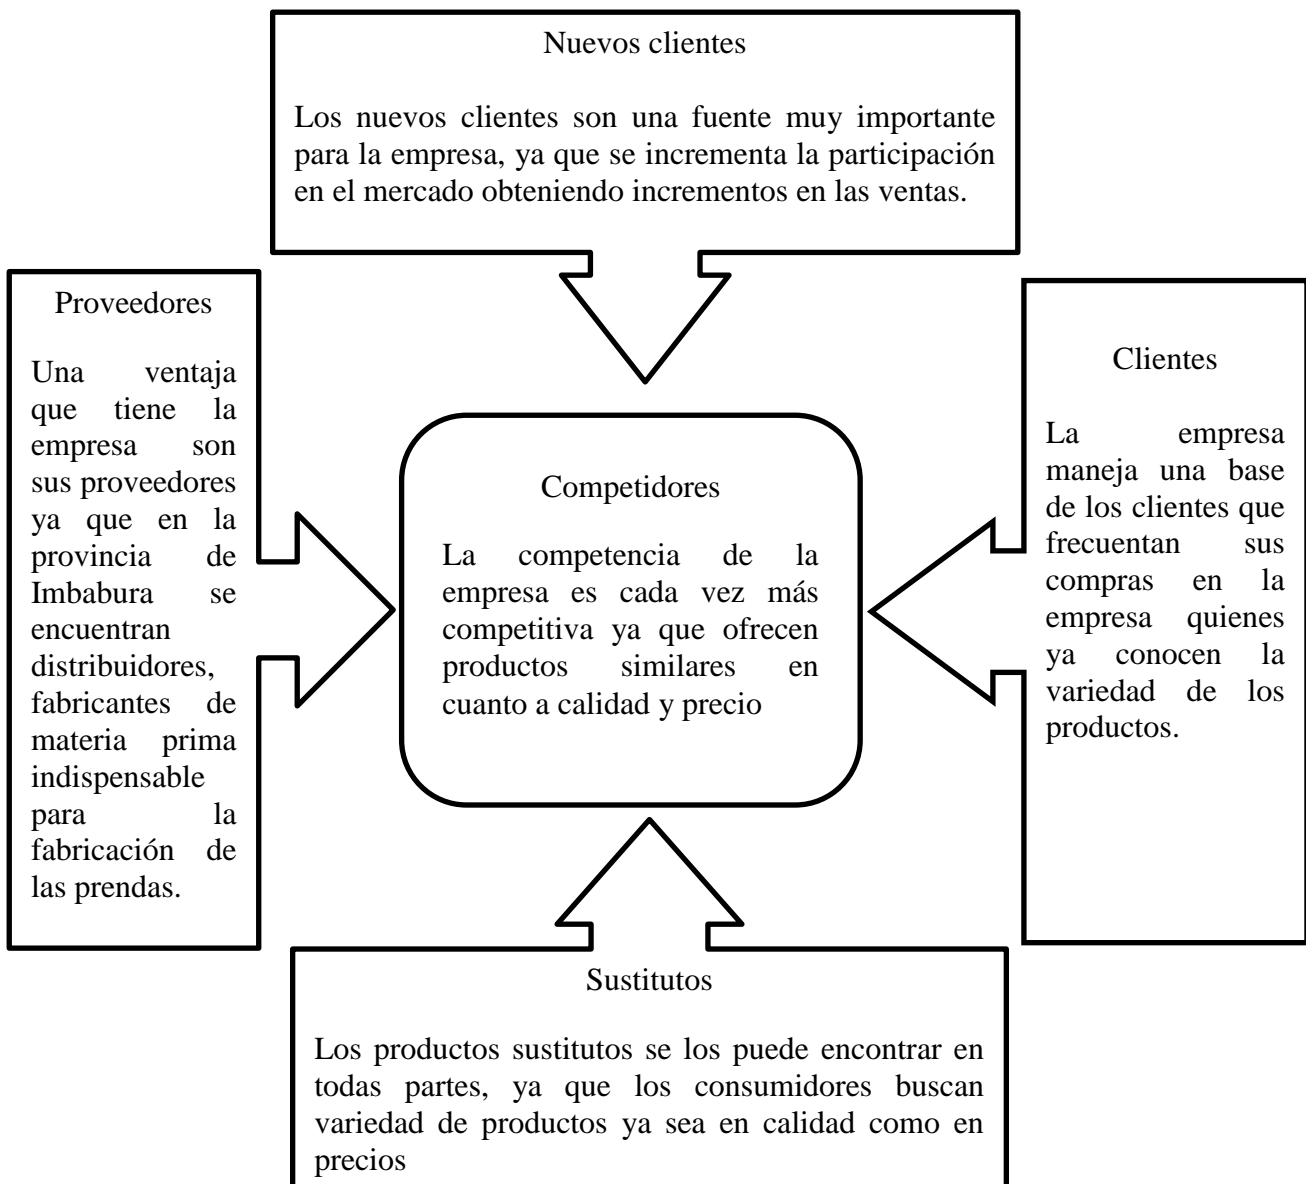 Nuevos clientes
Los nuevos clientes son una fuente muy importante
para la empresa, ya que se incrementa la participación
en el mercado obteniendo incrementos en las ventas.
Proveedores
Una ventaja
que tiene la
empresa son
sus proveedores
ya que en la
provincia de
Imbabura se
encuentran
distribuidores,
fabricantes de
materia prima
indispensable
para la
fabricación de
las prendas.
Competidores
La competencia de la
empresa es cada vez más
competitiva ya que ofrecen
productos similares en
cuanto a calidad y precio
Clientes
La empresa
maneja una base
de los clientes que
frecuentan sus
compras en la
empresa quienes
ya conocen la
variedad de los
productos.
Sustitutos
Los productos sustitutos se los puede encontrar en
todas partes, ya que los consumidores buscan
variedad de productos ya sea en calidad como en
precios